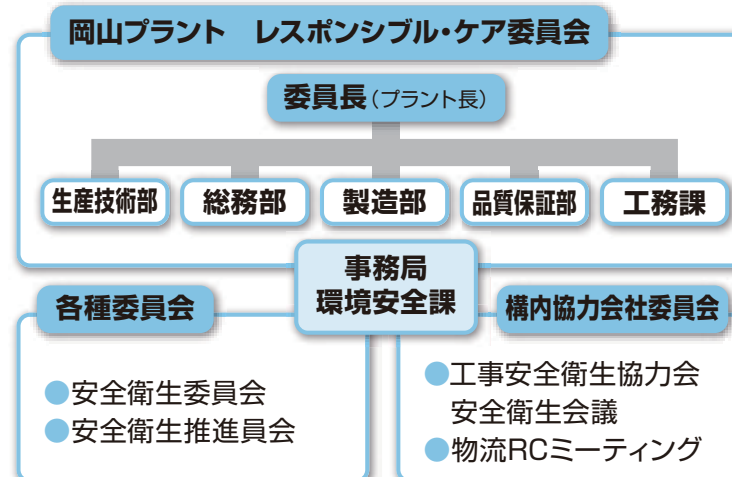 岡山プラント　レスポンシブル・ケア委員会
委員長（プラント長）
生産技術部
総務部
製造部
品質保証部
工務課
事務局
環境安全課
各種委員会
●安全衛生委員会
●安全衛生推進員会
構内協力会社委員会
●工事安全衛生協力会
安全衛生会議
●物流RCミーティング